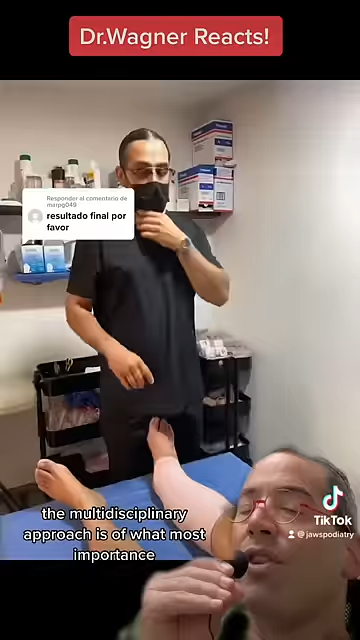 Dr.Wagner Reacts!
Responder al comentario de
marpg049
resultado final por
favor
the multidisciplinary
approach is of what most
importance
TikTok
@jawspodiatry